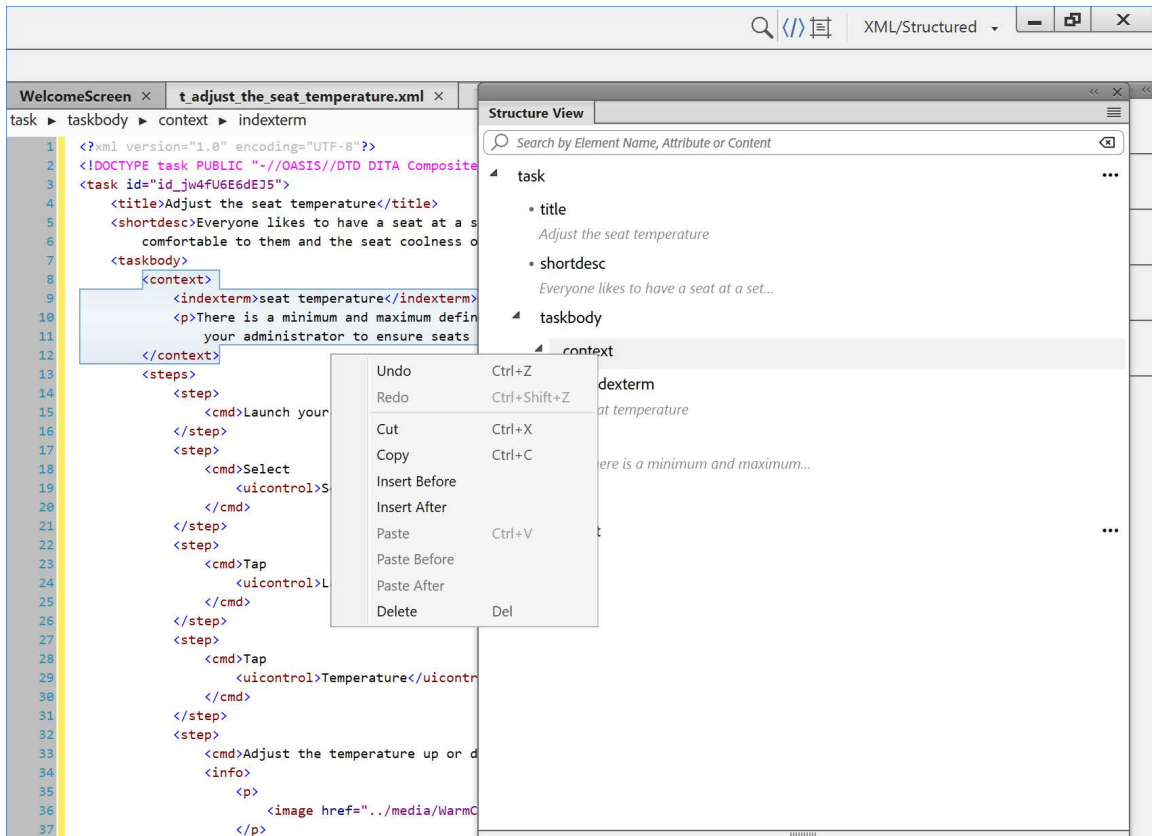 XML/Structured
WelcomeScreen ×
t_adjust_the_seat_temperature.xml ×
task ▸ taskbody ▸ context ▸ indexterm
1 <?xml version="1.0" encoding="UTF-8"?>
2 <!DOCTYPE task PUBLIC "-//OASIS//DTD DITA Composite
3 <task id="id_jw4fU6E6dEJ5">
4 <title>Adjust the seat temperature</title>
5 <shortdesc>Everyone likes to have a seat at a s
6 comfortable to them and the seat coolness o
7 <taskbody>
8 <context>
9 <indexterm>seat temperature</indexterm>
10 <p>There is a minimum and maximum defin
11 your administrator to ensure seats
12 </context>
13 <steps>
14 <step>
15 <cmd>Launch your
16 </step>
17 <step>
18 <cmd>Select
19 <uicontrol>S
20 </cmd>
21 </step>
22 <step>
23 <cmd>Tap
24 <uicontrol>L
25 </cmd>
26 </step>
27 <step>
28 <cmd>Tap
29 <uicontrol>Temperature</uicontr
30 </cmd>
31 </step>
32 <step>
33 <cmd>Adjust the temperature up or d
34 <info>
35 <p>
36 <image href="../media/WarmC
37 </p>
Undo Ctrl+Z
Redo Ctrl+Shift+Z
Cut Ctrl+X
Copy Ctrl+C
Insert Before
Insert After
Paste Ctrl+V
Paste Before
Paste After
Delete Del
Structure View
Search by Element Name, Attribute or Content
task
title
Adjust the seat temperature
shortdesc
Everyone likes to have a seat at a set...
taskbody
context
dexterm
at temperature
ere is a minimum and maximum...
t